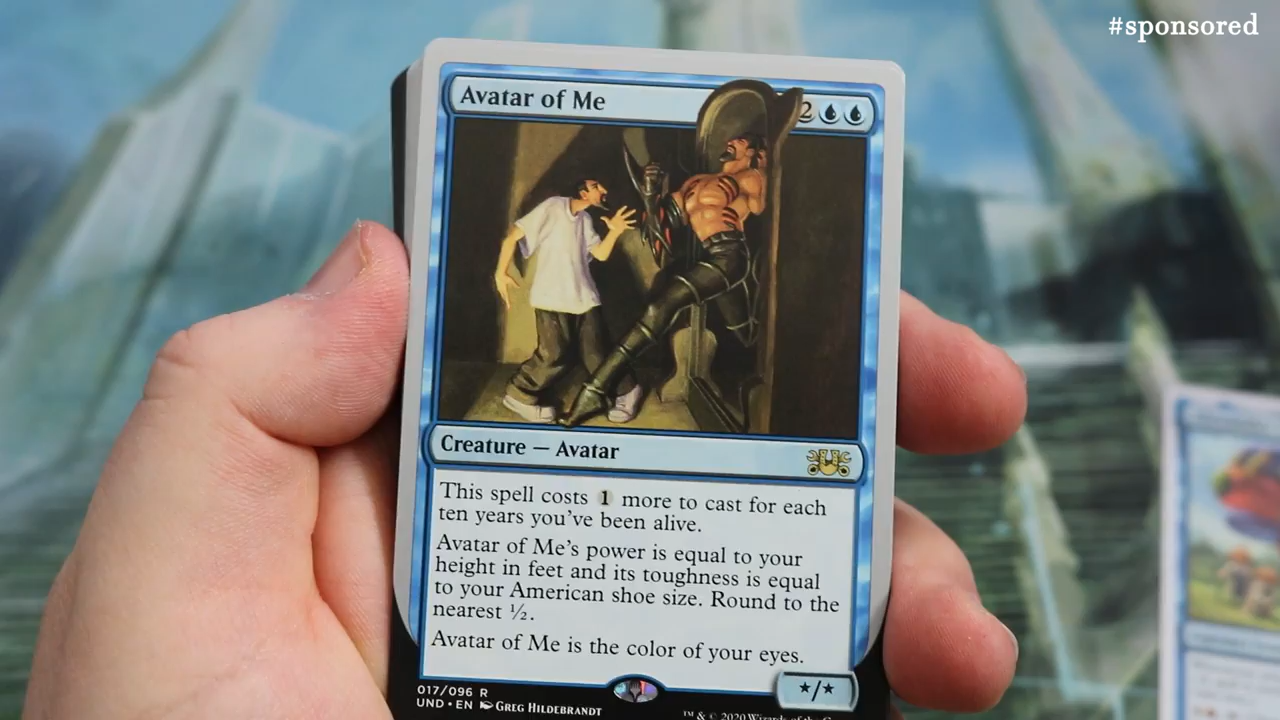 #sponsored
Avatar of Me
2
Creature — Avatar
This spell costs 1 more to cast for each
ten years you've been alive.
Avatar of Me's power is equal to your
height in feet and its toughness is equal
to your American shoe size. Round to the
nearest ½.
Avatar of Me is the color of your eyes.
*/*
017/096 R
UND • EN Greg Hildebrandt
™ & © 2020 Wizards of the